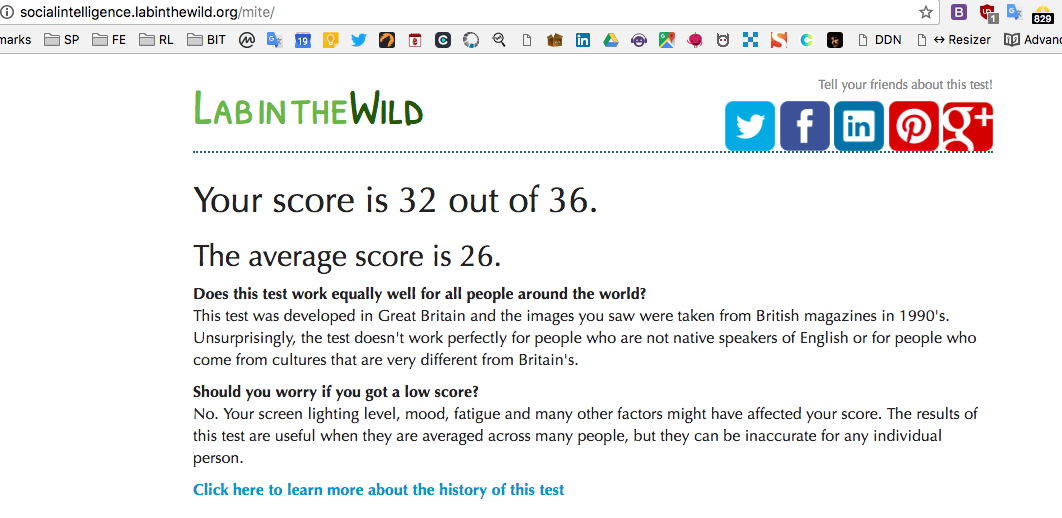 socialintelligence.labinthewild.org/mite/
1
829
marks SP FE RL BIT 19 DDN ↔ Resizer Advanc
Tell your friends about this test!
LAB IN THE WILD
Your score is 32 out of 36.
The average score is 26.
Does this test work equally well for all people around the world?
This test was developed in Great Britain and the images you saw were taken from British magazines in 1990's.
Unsurprisingly, the test doesn't work perfectly for people who are not native speakers of English or for people who
come from cultures that are very different from Britain's.
Should you worry if you got a low score?
No. Your screen lighting level, mood, fatigue and many other factors might have affected your score. The results of
this test are useful when they are averaged across many people, but they can be inaccurate for any individual
person.
Click here to learn more about the history of this test